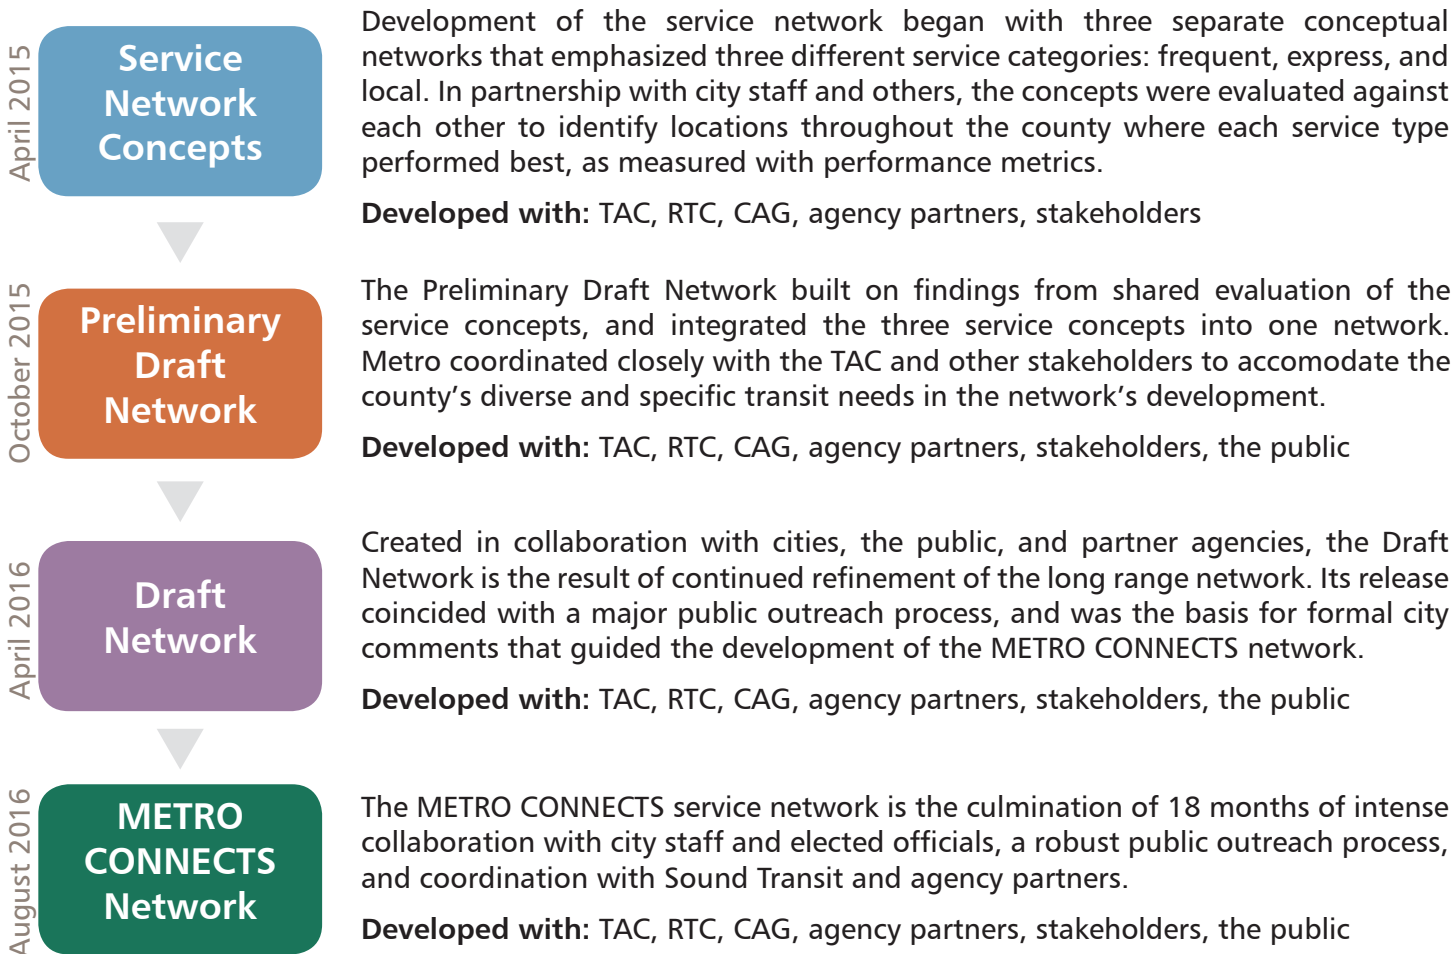 April 2015
Service
Network
Concepts
Development of the service network began with three separate conceptual
networks that emphasized three different service categories: frequent, express, and
local. In partnership with city staff and others, the concepts were evaluated against
each other to identify locations throughout the county where each service type
performed best, as measured with performance metrics.
Developed with: TAC, RTC, CAG, agency partners, stakeholders
October 2015
Preliminary
Draft
Network
The Preliminary Draft Network built on findings from shared evaluation of the
service concepts, and integrated the three service concepts into one network.
Metro coordinated closely with the TAC and other stakeholders to accomodate the
county's diverse and specific transit needs in the network's development.
Developed with: TAC, RTC, CAG, agency partners, stakeholders, the public
April 2016
Draft
Network
Created in collaboration with cities, the public, and partner agencies, the Draft
Network is the result of continued refinement of the long range network. Its release
coincided with a major public outreach process, and was the basis for formal city
comments that guided the development of the METRO CONNECTS network.
Developed with: TAC, RTC, CAG, agency partners, stakeholders, the public
August 2016
METRO
CONNECTS
Network
The METRO CONNECTS service network is the culmination of 18 months of intense
collaboration with city staff and elected officials, a robust public outreach process,
and coordination with Sound Transit and agency partners.
Developed with: TAC, RTC, CAG, agency partners, stakeholders, the public